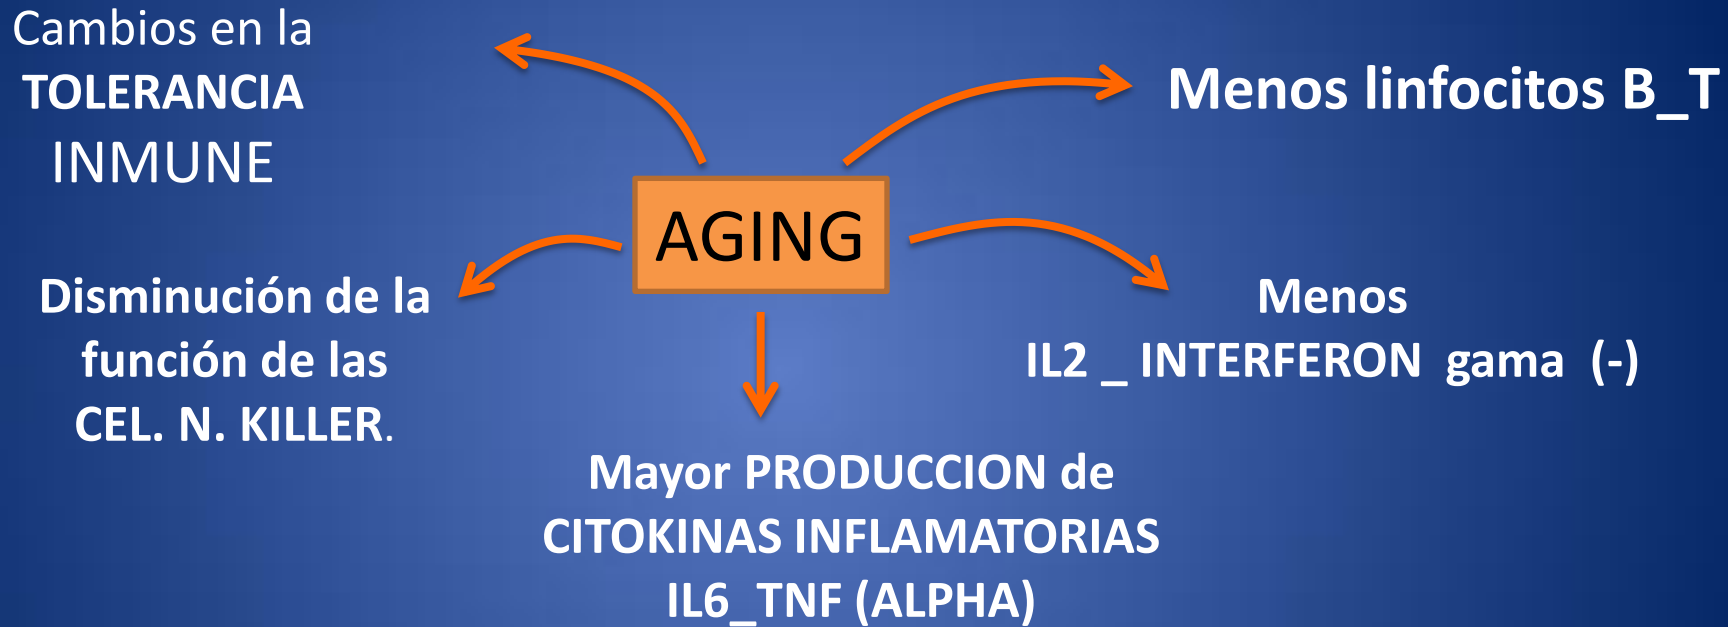 Cambios en la
TOLERANCIA
INMUNE
Menos linfocitos B_T
AGING
Disminución de la
función de las
CEL. N. KILLER.
Menos
IL2 _ INTERFERON gama (-)
Mayor PRODUCCION de
CITOKINAS INFLAMATORIAS
IL6_TNF (ALPHA)